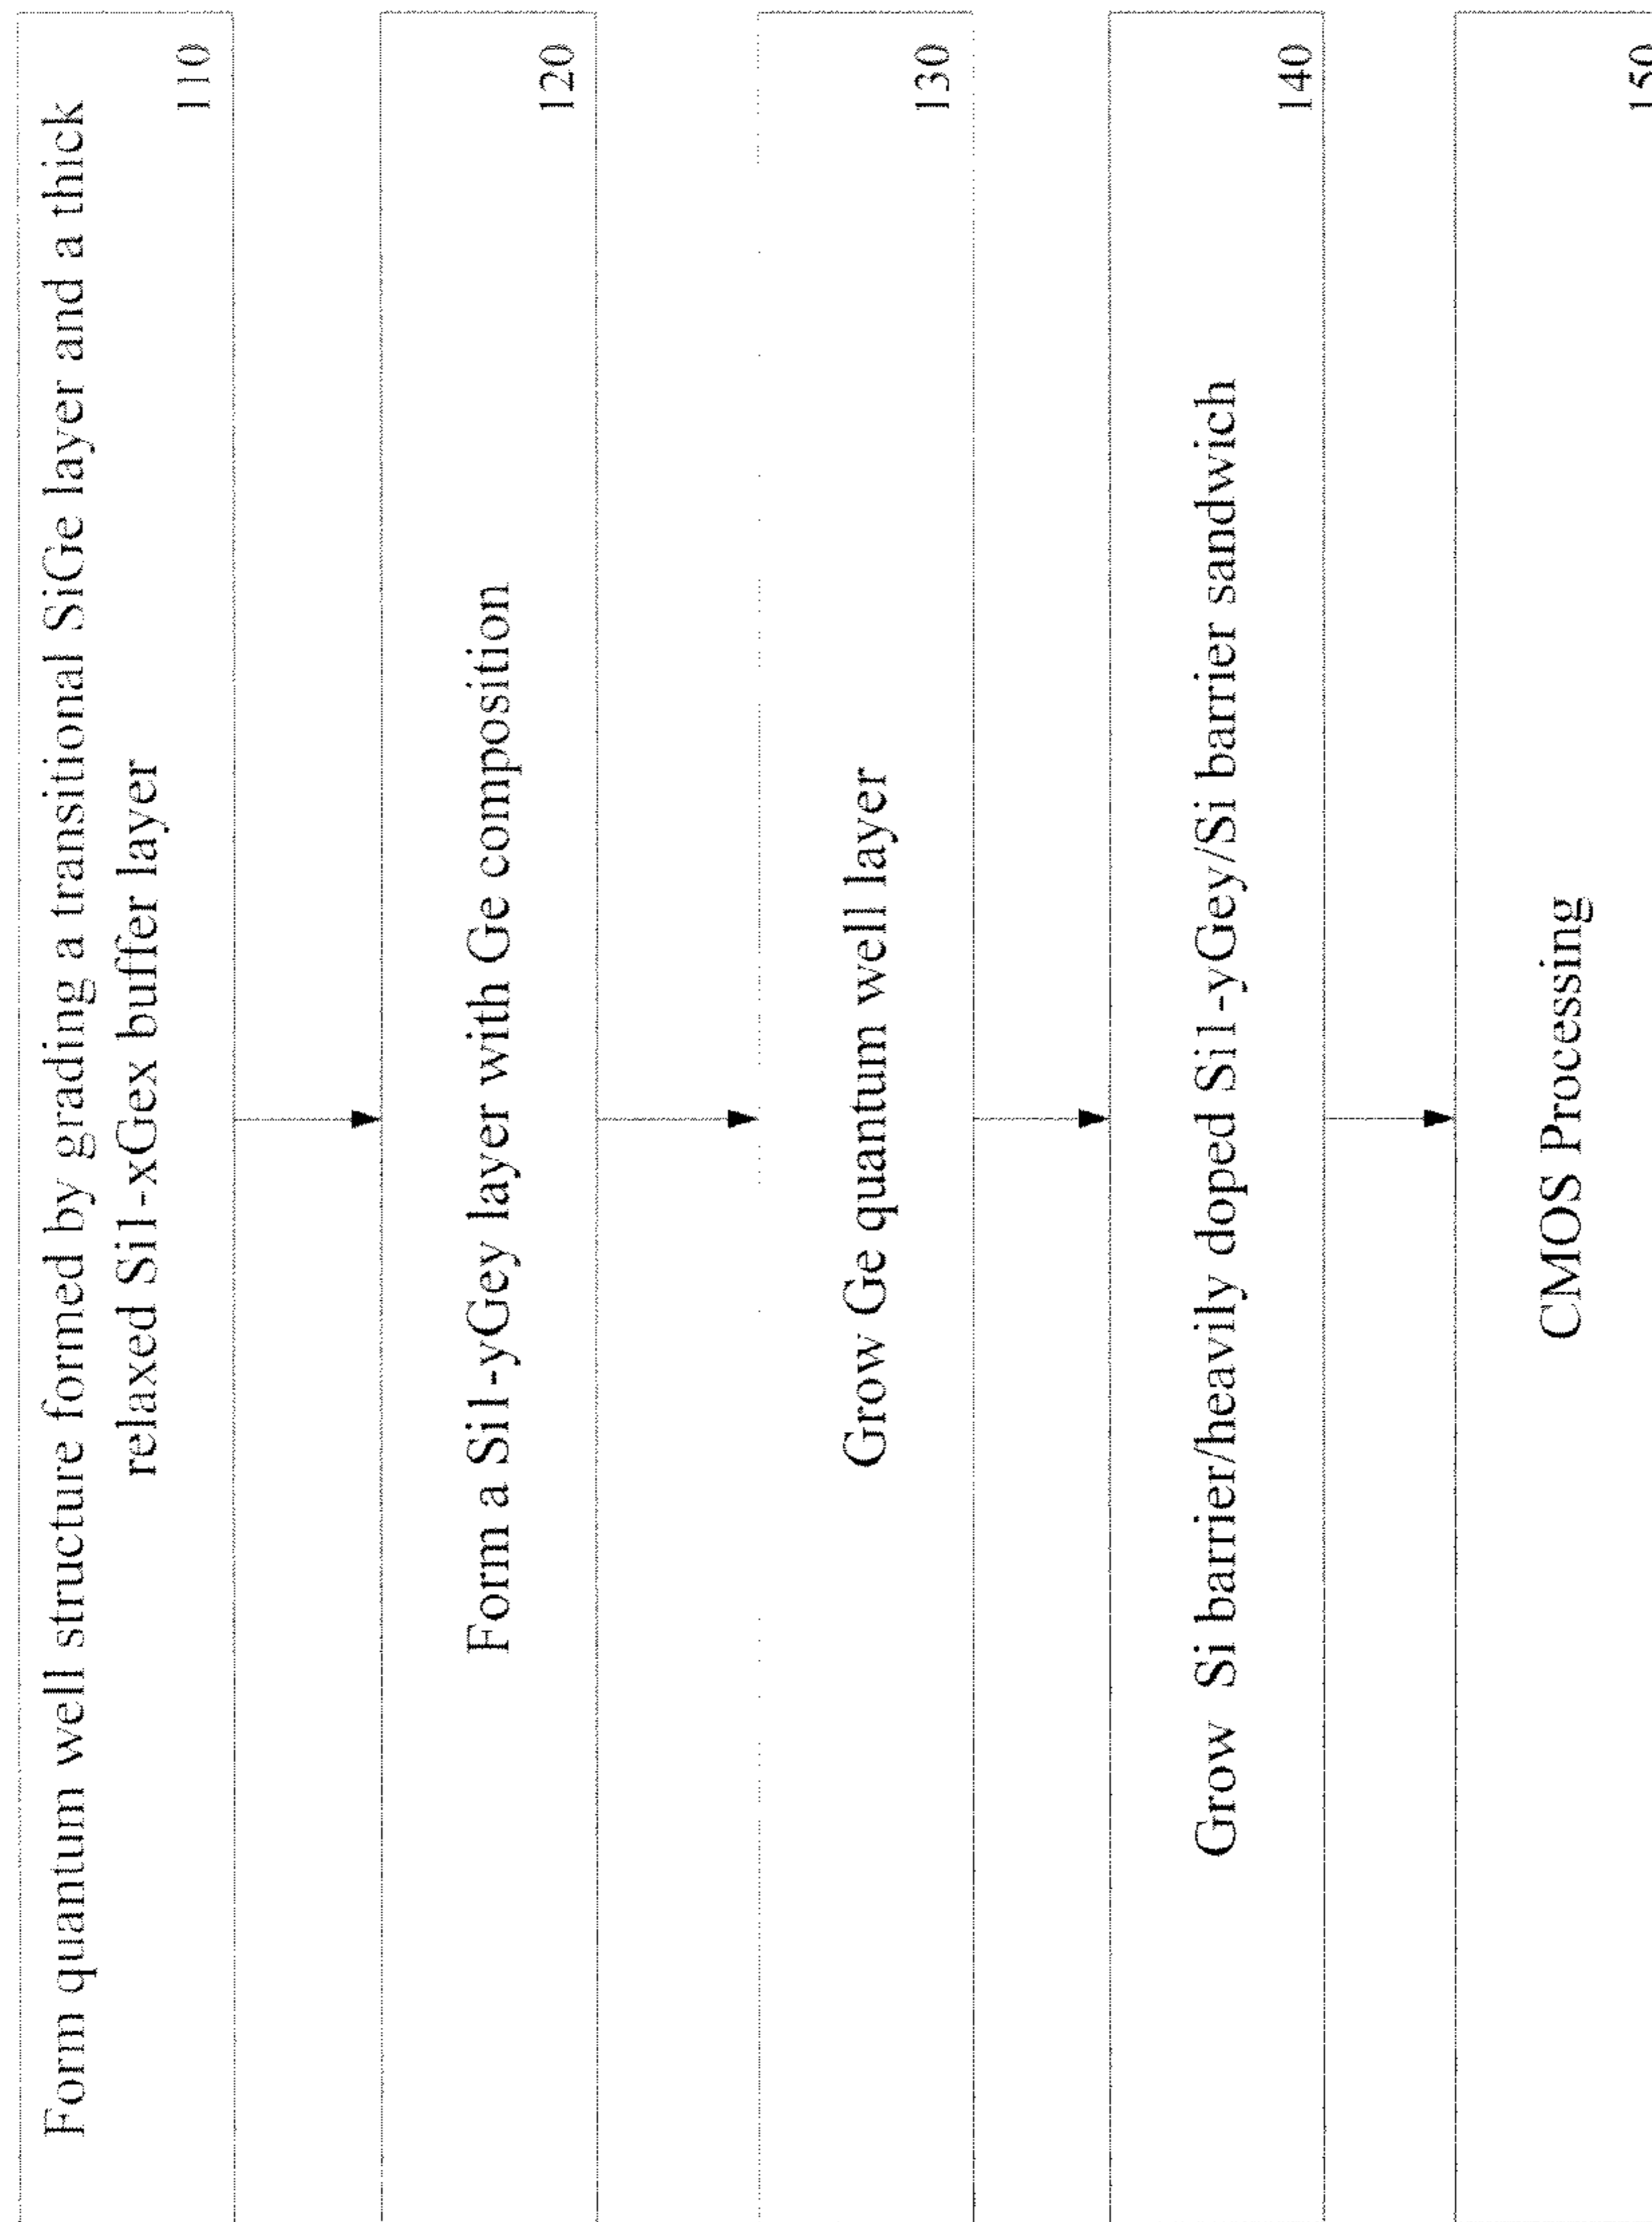 Form quantum well structure formed by grading a transitional SiGe layer and a thick
relaxed Si1-xGex buffer layer
110
Form a Si1-yGey layer with Ge composition
120
Grow Ge quantum well layer
130
Grow Si barrier/heavily doped Si1-yGey/Si barrier sandwich
140
CMOS Processing
150